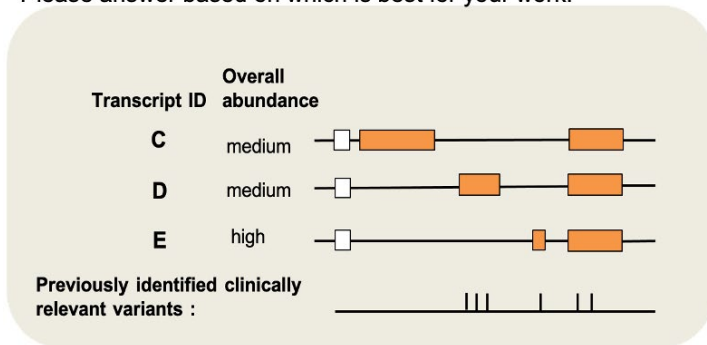 Please answer based on which is best for your work.
Overall
Transcript ID abundance
C medium
D medium
E high
Previously identified clinically
relevant variants :